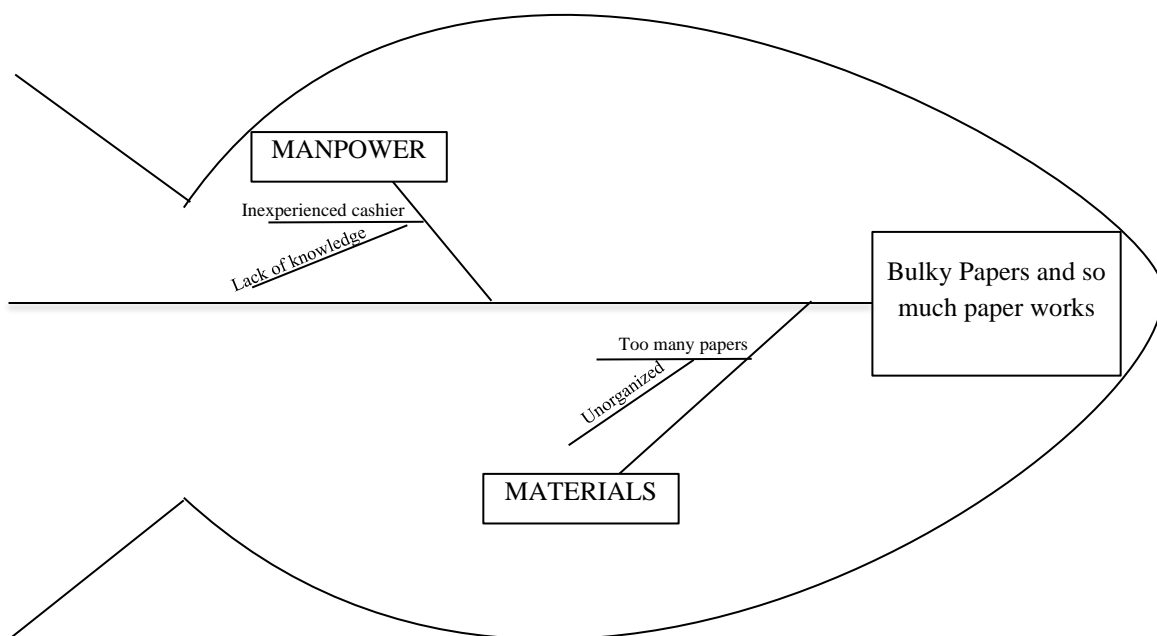 MANPOWER
Inexperienced cashier
Lack of knowledge
Bulky Papers and so
much paper works
Too many papers
Unorganized
MATERIALS